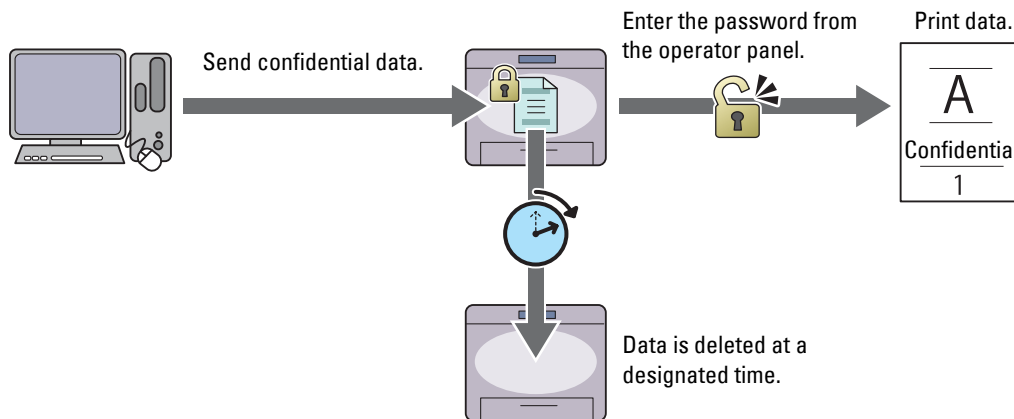 Send confidential data.
Enter the password from
the operator panel.
Print data.
A
Confidentia
1
Data is deleted at a
designated time.